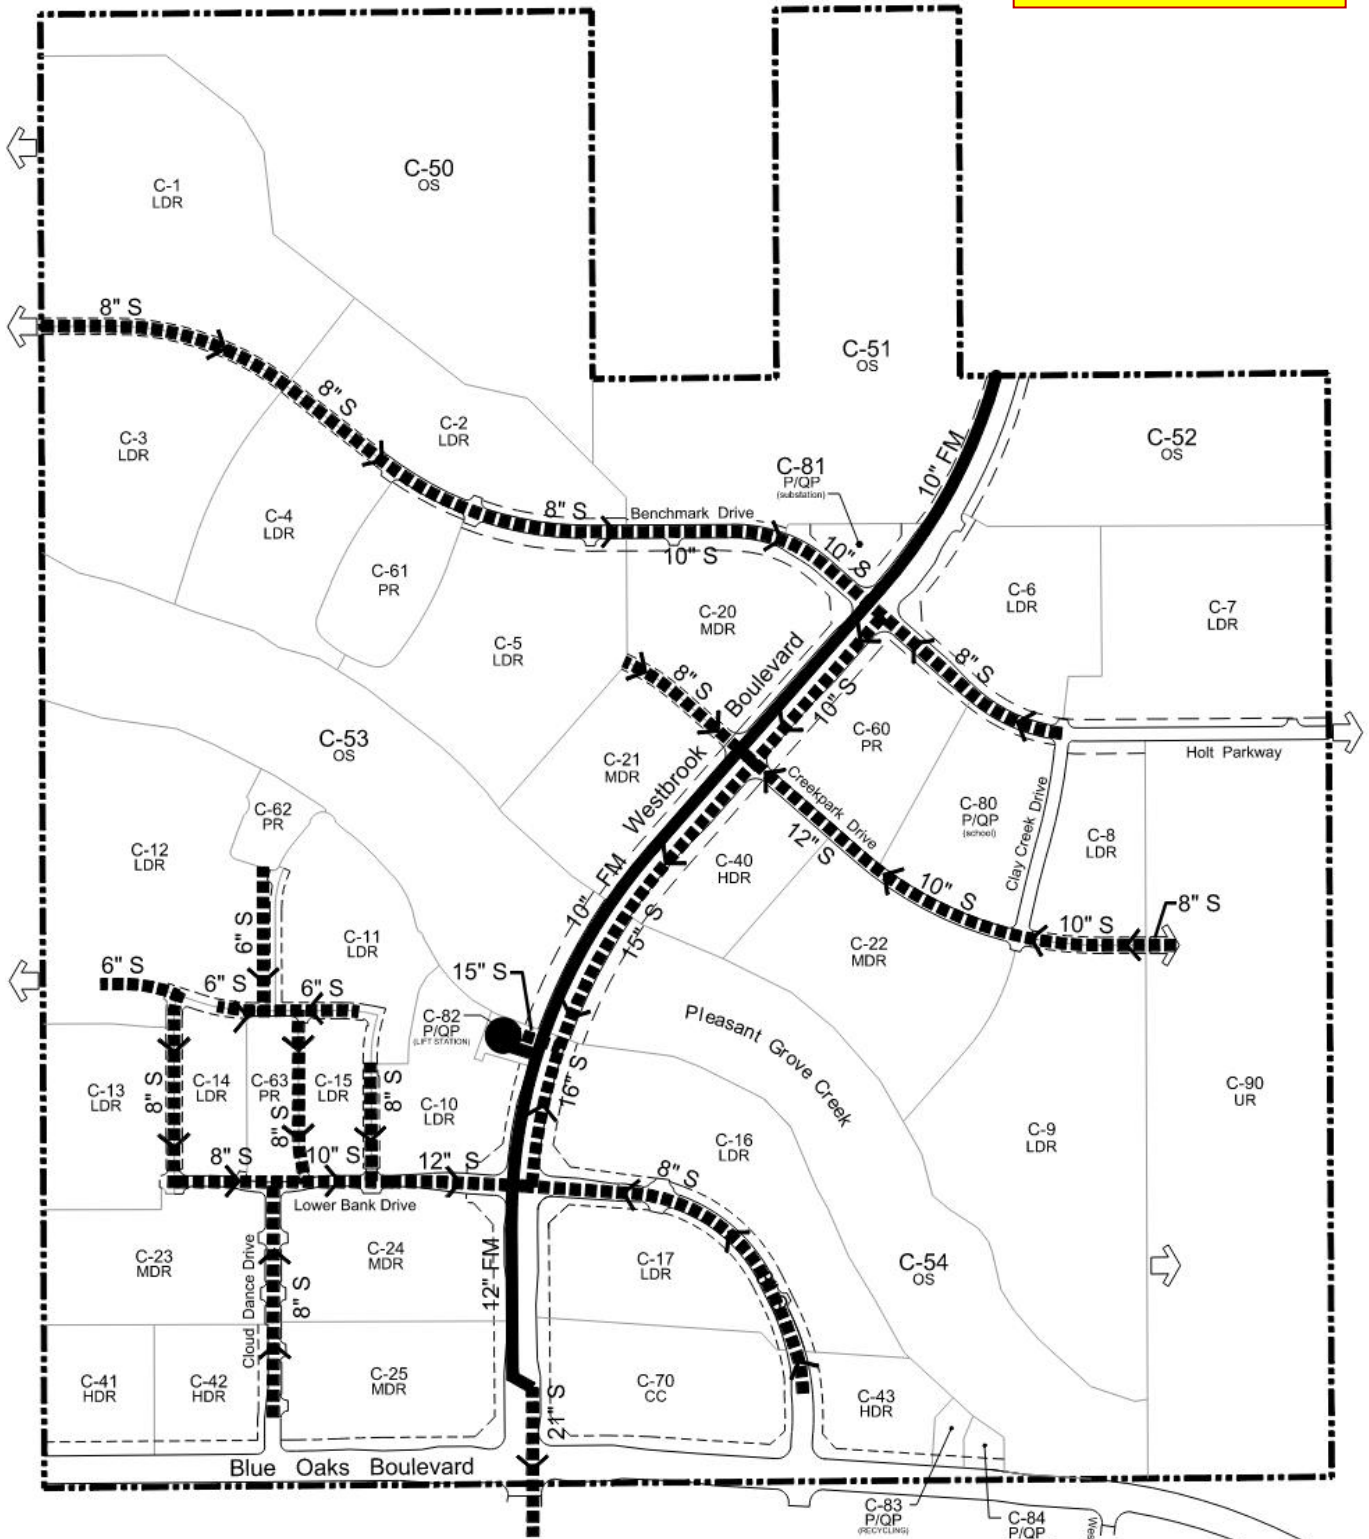 C-50
OS
C-1
LDR
8" S
C-51
OS
8" S
C-2
LDR
C-3
LDR
10" FM
C-52
OS
C-81
P/QP
(substation)
C-4
LDR
8" S
Benchmark Drive
10" S
10" S
C-61
PR
C-6
LDR
C-7
LDR
C-20
MDR
C-5
LDR
8" S
8" S
Westbrook Boulevard
10" S
C-60
PR
C-53
OS
C-21
MDR
Holt Parkway
C-62
PR
Creekpark Drive
C-80
P/QP
(school)
Clay Creek Drive
C-8
LDR
12" S
C-12
LDR
C-40
HDR
10" FM
10" S
10" S
8" S
15" S
6" S
C-11
LDR
C-22
MDR
6" S
6" S
6" S
15" S
C-82
P/QP
(LIFT STATION)
Pleasant Grove Creek
C-13
LDR
8" S
C-14
LDR
C-63
PR
8" S
C-15
LDR
8" S
C-10
LDR
16" S
C-90
UR
C-16
LDR
C-9
LDR
8" S
10" S
12" S
8" S
Lower Bank Drive
C-23
MDR
Cloud Dance Drive
8" S
C-24
MDR
12" FM
C-17
LDR
C-54
OS
C-41
HDR
C-42
HDR
C-25
MDR
21" S
C-70
CC
C-43
HDR
Blue Oaks Boulevard
C-83
P/QP
(RECYCLING)
C-84
P/QP